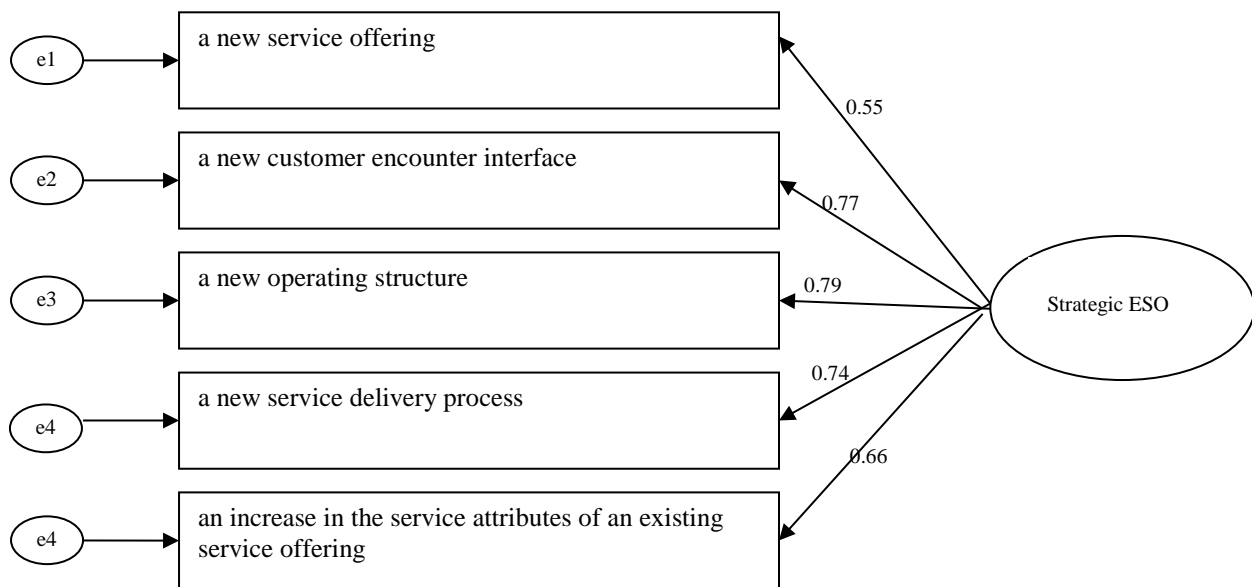 e1
a new service offering
0.55
e2
a new customer encounter interface
0.77
e3
a new operating structure
0.79
Strategic ESO
e4
a new service delivery process
0.74
0.66
e4
an increase in the service attributes of an existing
service offering